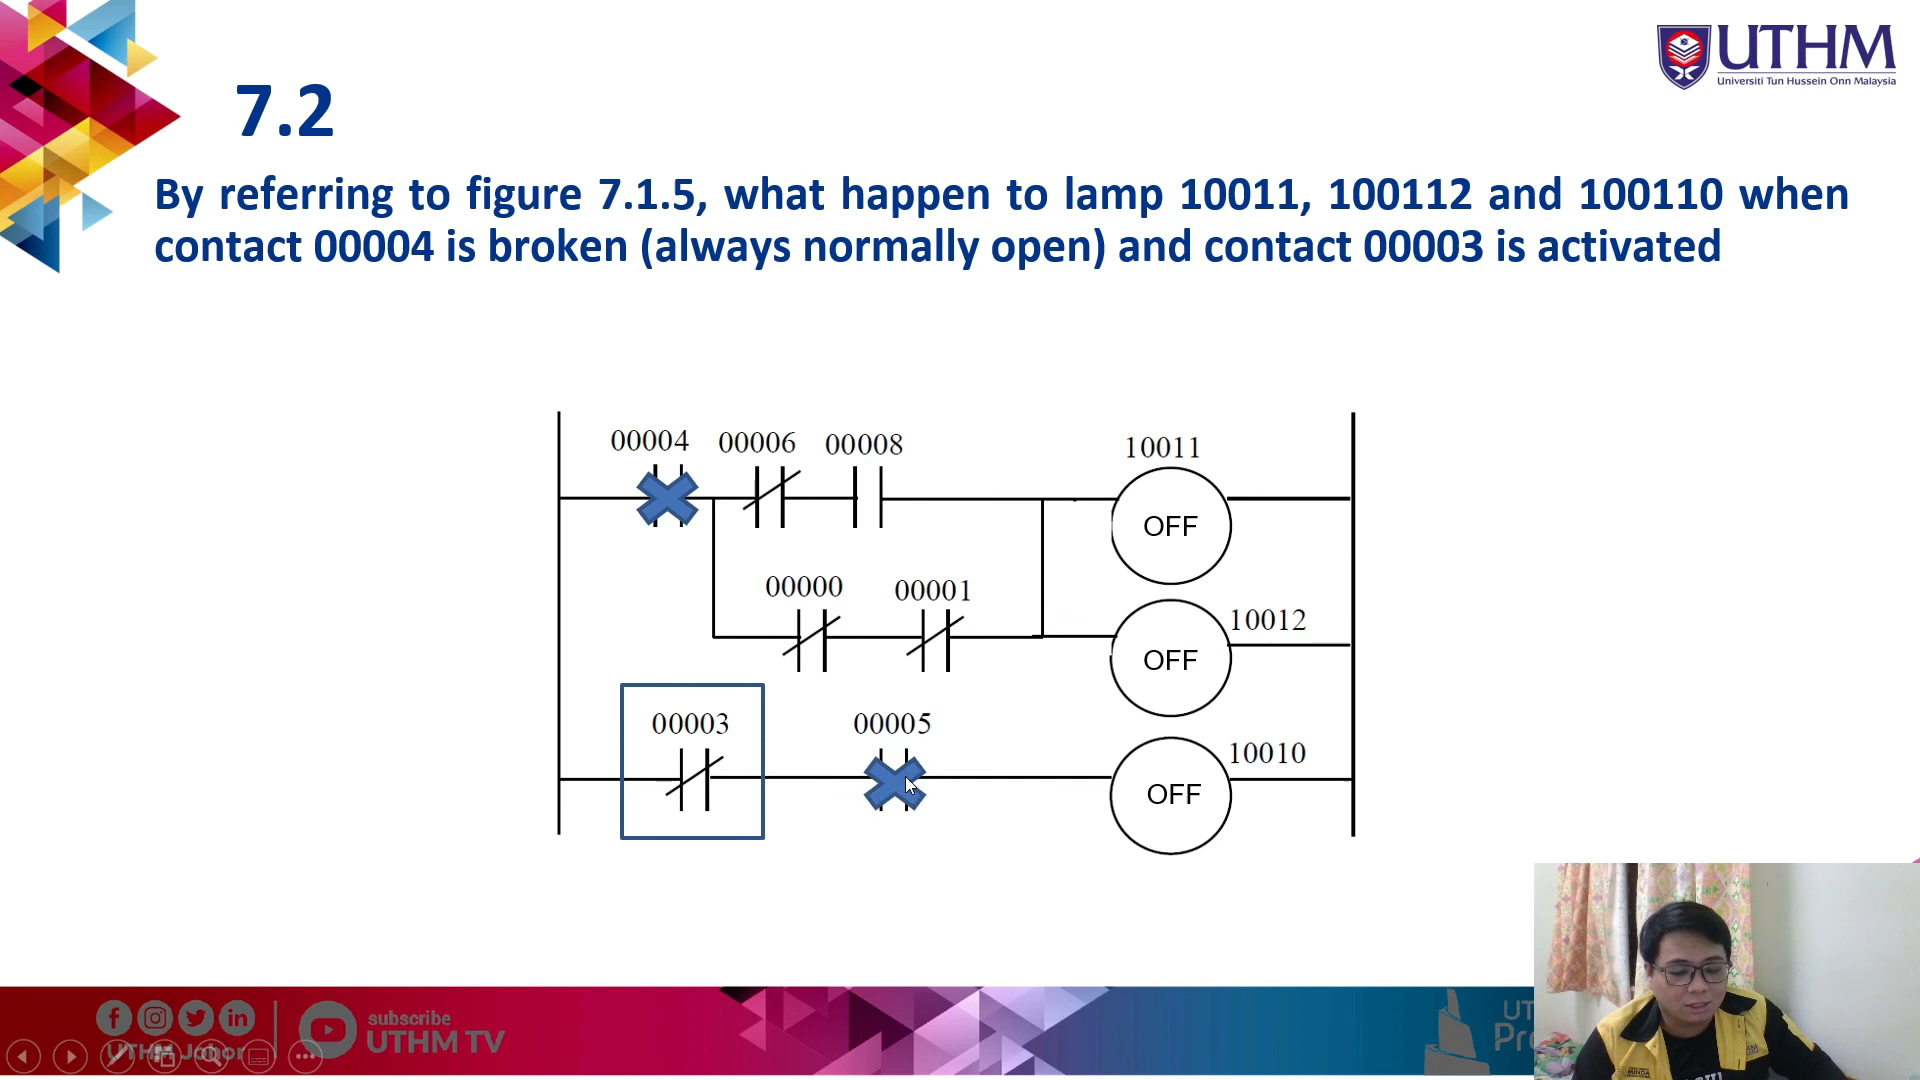 UTHM
Universiti Tun Hussein Onn Malaysia
7.2
By referring to figure 7.1.5, what happen to lamp 10011, 100112 and 100110 when
contact 00004 is broken (always normally open) and contact 00003 is activated
00004 00006 00008 10011
OFF
00000 00001 10012
OFF
00003 00005 10010
OFF
subscribe
UTHM TV
UTHM Johor